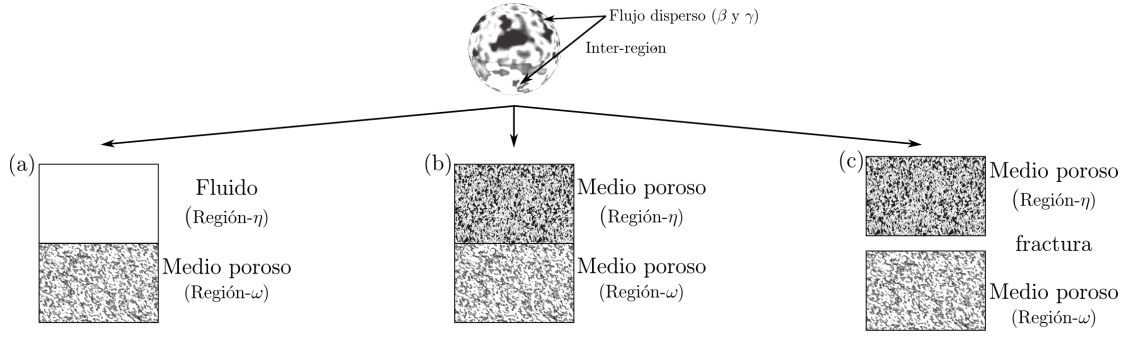 Flujo disperso (β y γ)
Inter-region
(a)
Fluido
(Región-η)
Medio poroso
(Región-ω)
(b)
Medio poroso
(Región-η)
Medio poroso
(Región-ω)
(c)
Medio poroso
(Región-η)
fractura
Medio poroso
(Región-ω)